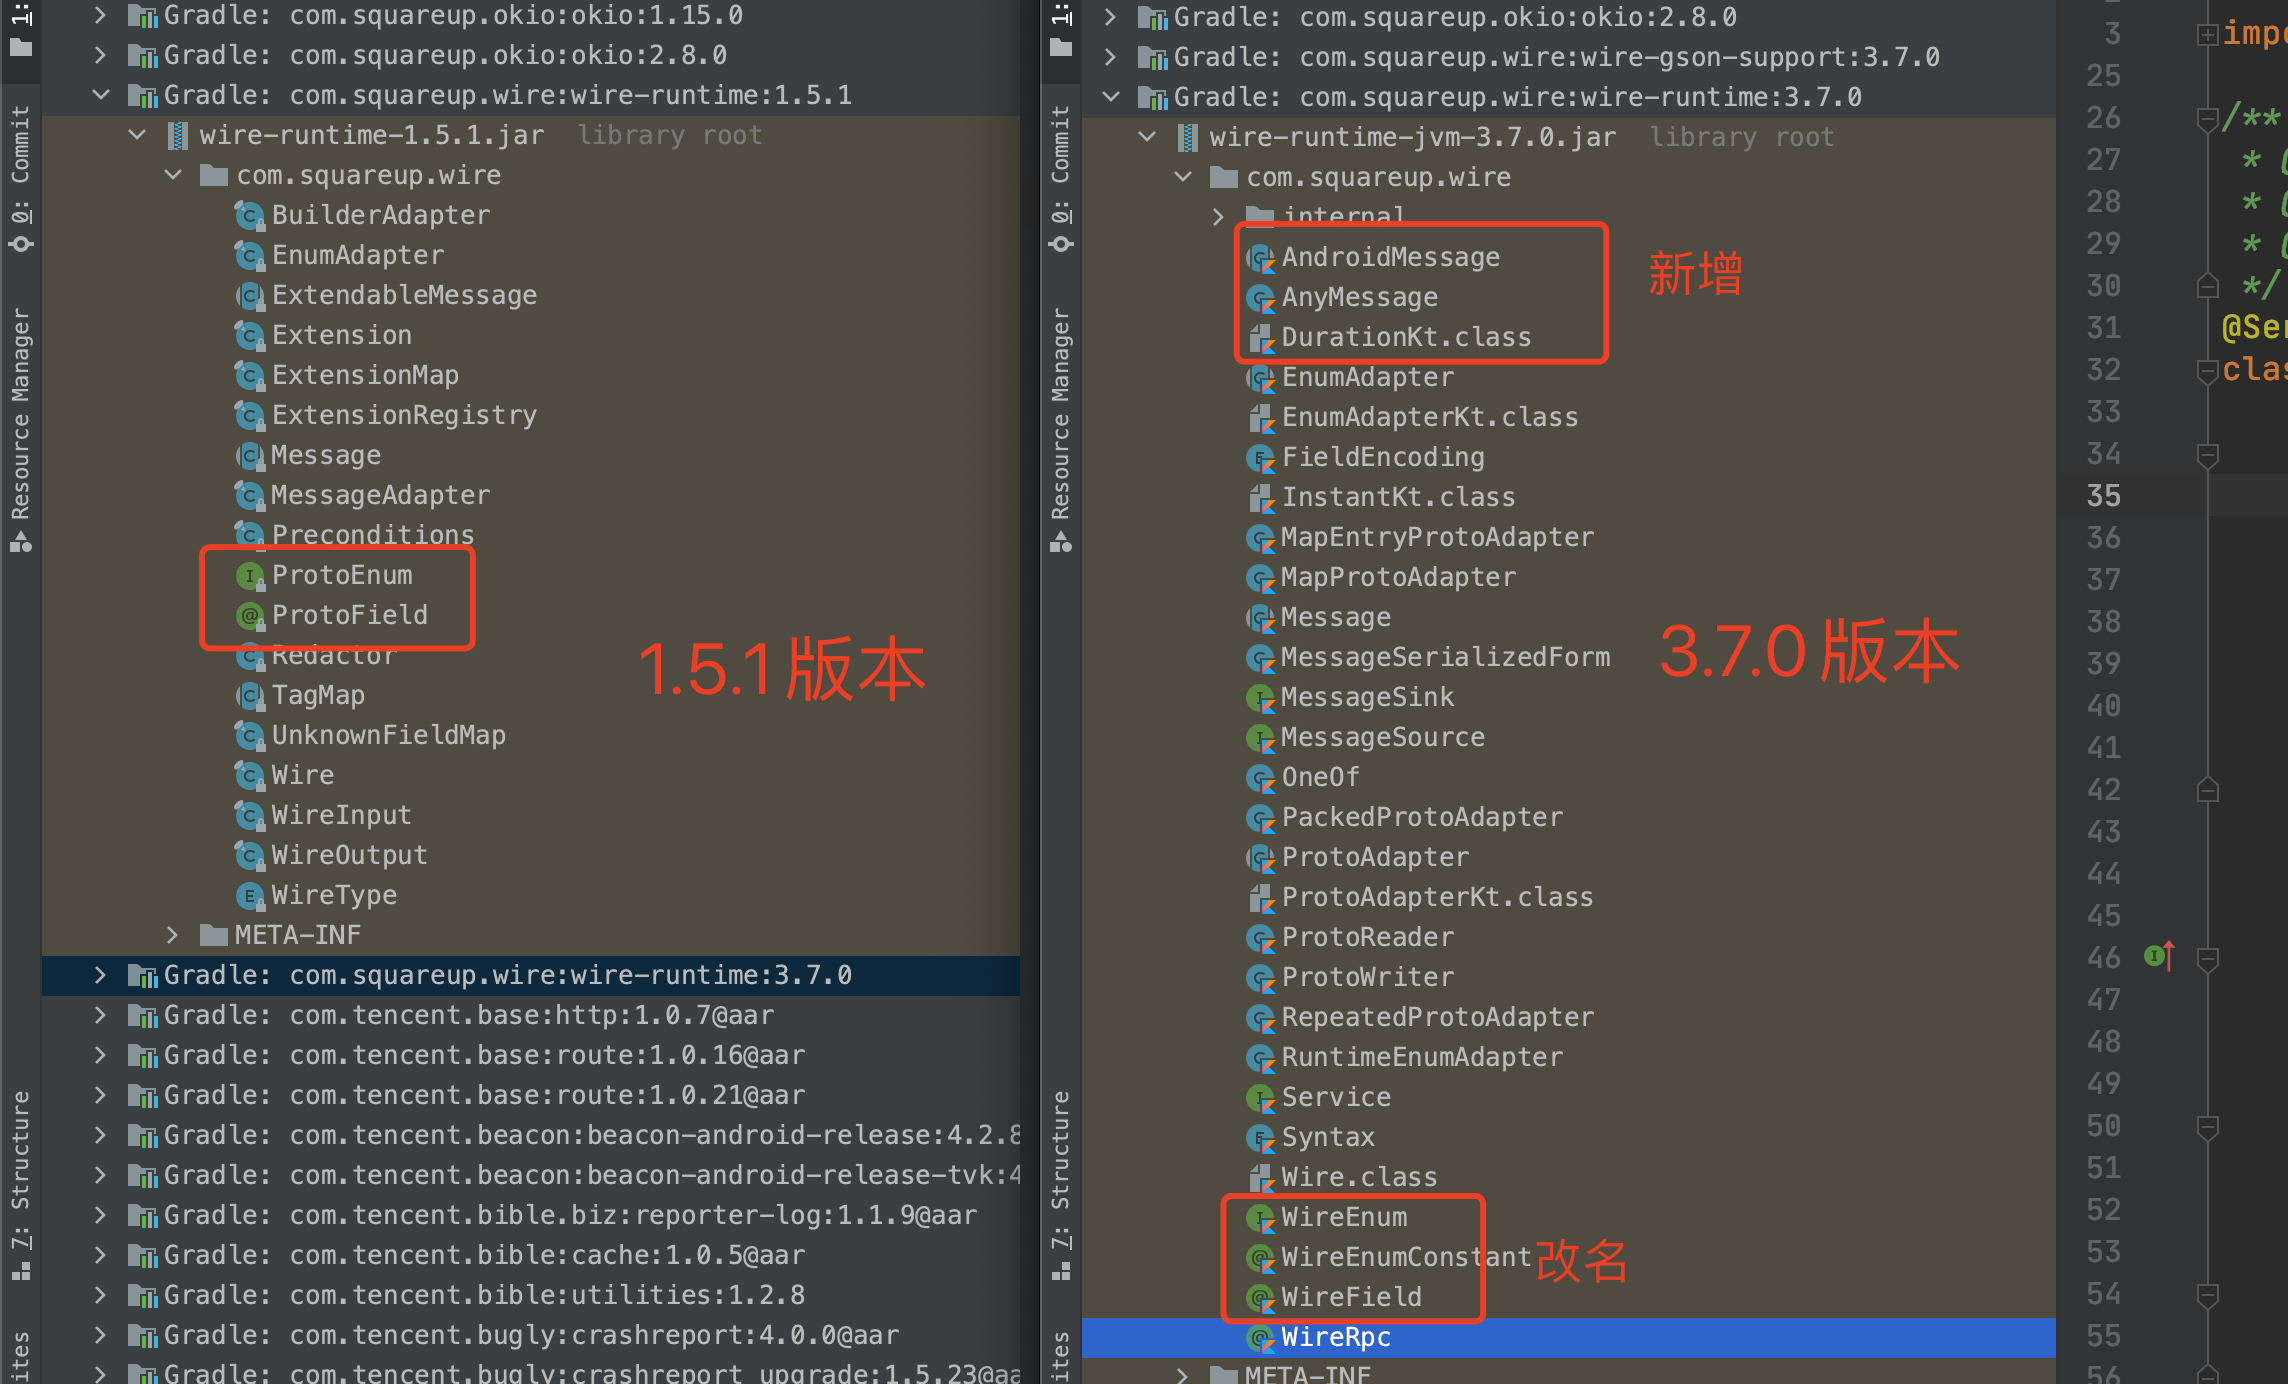 1:
Commit
0:
Resource Manager
7: Structure
ites
Gradle: com.squareup.okio:okio:1.15.0
Gradle: com.squareup.okio:okio:2.8.0
Gradle: com.squareup.wire:wire-runtime:1.5.1
wire-runtime-1.5.1.jar library root
com.squareup.wire
BuilderAdapter
EnumAdapter
ExtendableMessage
Extension
ExtensionMap
ExtensionRegistry
Message
MessageAdapter
Preconditions
ProtoEnum
ProtoField
Redactor
TagMap
UnknownFieldMap
Wire
WireInput
WireOutput
WireType
META-INF
1.5.1版本
Gradle: com.squareup.wire:wire-runtime:3.7.0
Gradle: com.tencent.base:http:1.0.7@aar
Gradle: com.tencent.base:route:1.0.16@aar
Gradle: com.tencent.base:route:1.0.21@aar
Gradle: com.tencent.beacon:beacon-android-release:4.2.8
Gradle: com.tencent.beacon:beacon-android-release-tvk:4
Gradle: com.tencent.bible.biz:reporter-log:1.1.9@aar
Gradle: com.tencent.bible:cache:1.0.5@aar
Gradle: com.tencent.bible:utilities:1.2.8
Gradle: com.tencent.bugly:crashreport:4.0.0@aar
Gradle: com.tencent.bugly:crashreport_upgrade:1.5.23@aa
1:
Commit
0:
Resource Manager
7: Structure
ites
Gradle: com.squareup.okio:okio:2.8.0
Gradle: com.squareup.wire:wire-gson-support:3.7.0
Gradle: com.squareup.wire:wire-runtime:3.7.0
wire-runtime-jvm-3.7.0.jar library root
com.squareup.wire
internal
AndroidMessage
AnyMessage
DurationKt.class
新增
EnumAdapter
EnumAdapterKt.class
FieldEncoding
InstantKt.class
MapEntryProtoAdapter
MapProtoAdapter
Message
MessageSerializedForm
MessageSink
MessageSource
OneOf
PackedProtoAdapter
ProtoAdapter
ProtoAdapterKt.class
ProtoReader
ProtoWriter
RepeatedProtoAdapter
RuntimeEnumAdapter
Service
Syntax
Wire.class
WireEnum
WireEnumConstant
WireField
改名
WireRpc
META-INF
3.7.0版本
3 impo
25
26 /**
27 *
28 *
29 *
30 */
31 @Ser
32 clas
33
34
35
36
37
38
39
40
41
42
43
44
45
46
47
48
49
50
51
52
53
54
55
56